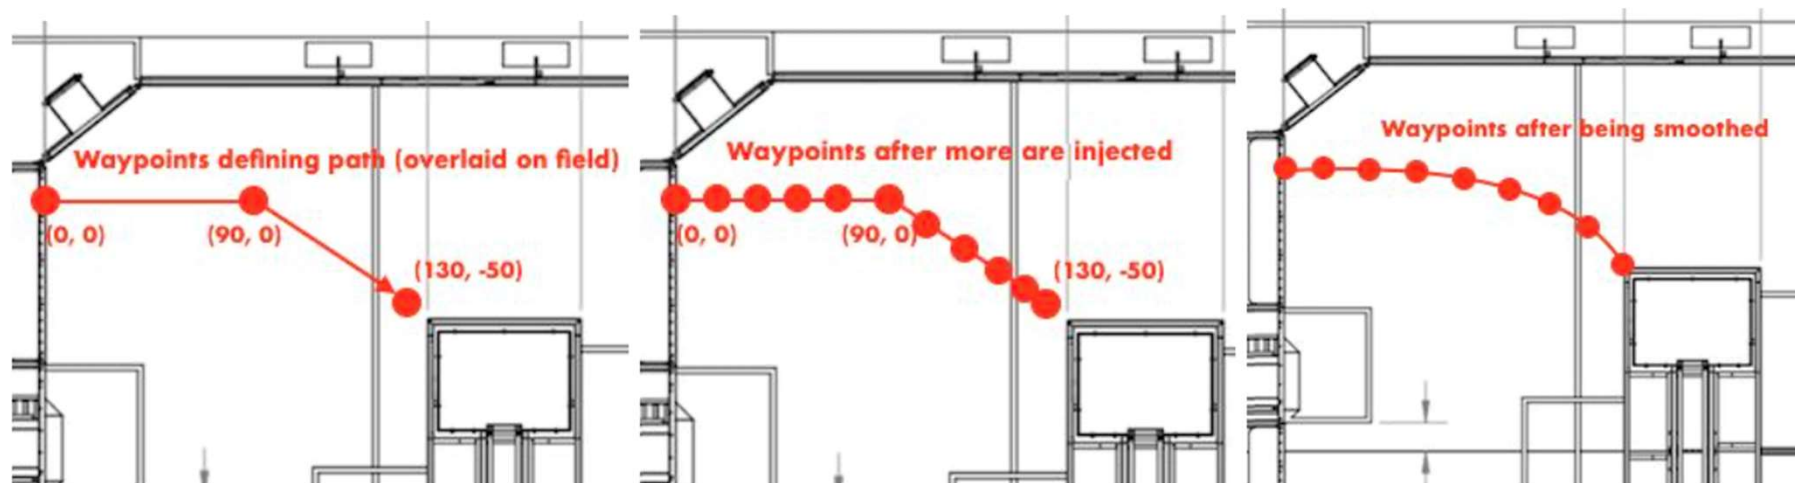 Waypoints defining path (overlaid on field)
(0, 0)
(90, 0)
(130, -50)
Waypoints after more are injected
(0, 0)
(90, 0)
(130, -50)
Waypoints after being smoothed